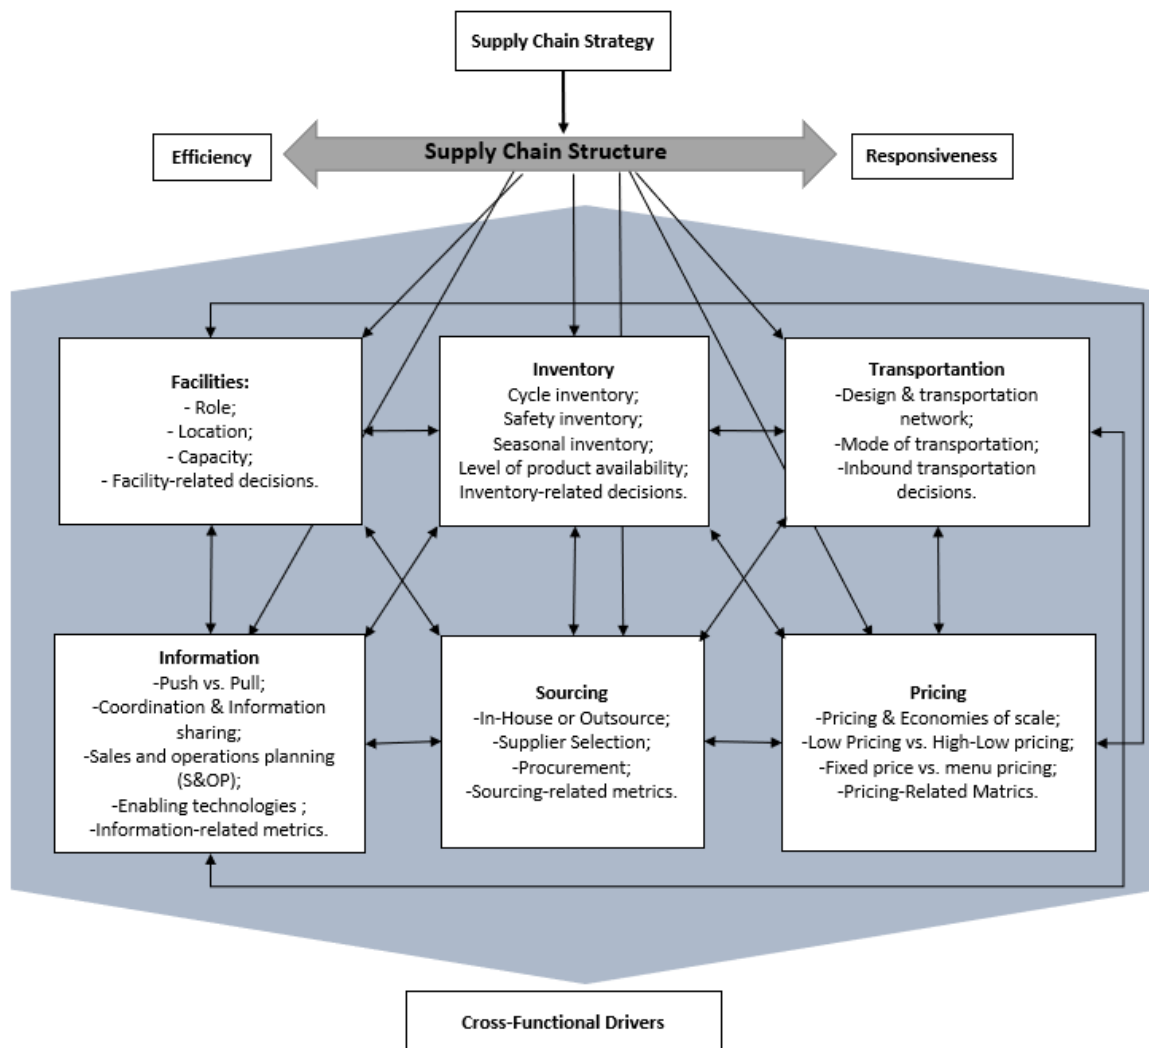 Supply Chain Strategy
Efficiency
Supply Chain Structure
Responsiveness
Facilities:
- Role;
- Location;
- Capacity;
- Facility-related decisions.
Inventory
Cycle inventory;
Safety inventory;
Seasonal inventory;
Level of product availability;
Inventory-related decisions.
Transportantion
-Design & transportation
network;
-Mode of transportation;
-Inbound transportation
decisions.
Information
-Push vs. Pull;
-Coordination & Information
sharing;
-Sales and operations planning
(S&OP);
-Enabling technologies ;
-Information-related metrics.
Sourcing
-In-House or Outsource;
-Supplier Selection;
-Procurement;
-Sourcing-related metrics.
Pricing
-Pricing & Economies of scale;
-Low Pricing vs. High-Low pricing;
-Fixed price vs. menu pricing;
-Pricing-Related Matrics.
Cross-Functional Drivers